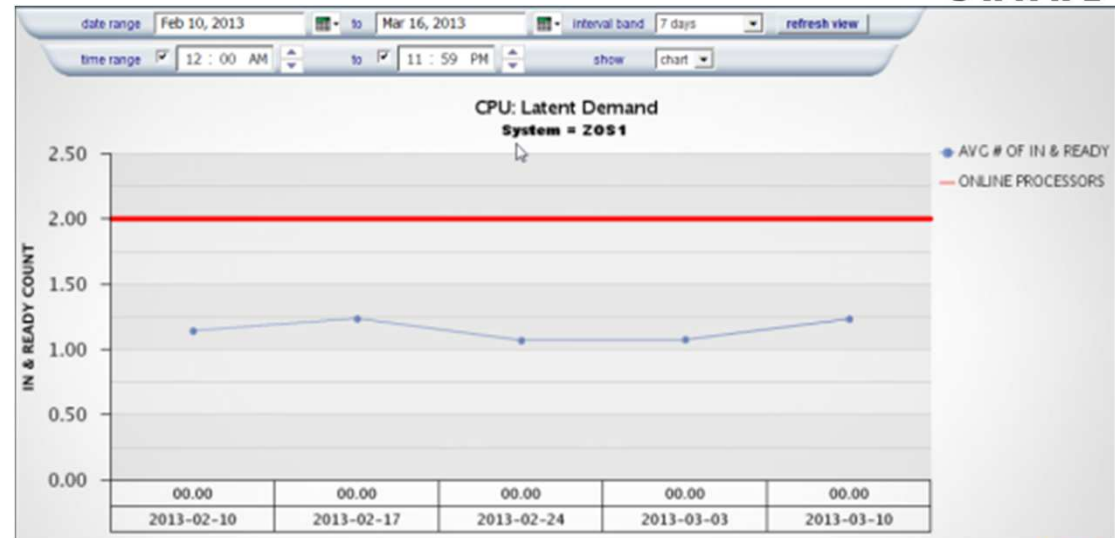 date range Feb 10, 2013 to Mar 16, 2013 interval band 7 days refresh view
time range 12 : 00 AM to 11 : 59 PM show chart
CPU: Latent Demand
System = ZOS1
AVG # OF IN & READY
ONLINE PROCESSORS
IN & READY COUNT
2.50
2.00
1.50
1.00
0.50
0.00
00.00 00.00 00.00 00.00 00.00
2013-02-10 2013-02-17 2013-02-24 2013-03-03 2013-03-10